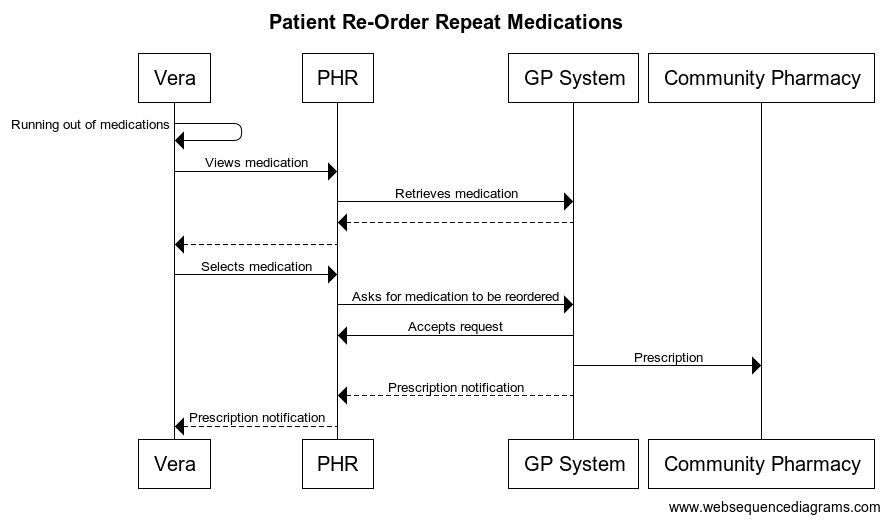 Patient Re-Order Repeat Medications
Vera
PHR
GP System
Community Pharmacy
Running out of medications
Views medication
Retrieves medication
Selects medication
Asks for medication to be reordered
Accepts request
Prescription
Prescription notification
Prescription notification
Vera
PHR
GP System
Community Pharmacy
www.websequencediagrams.com